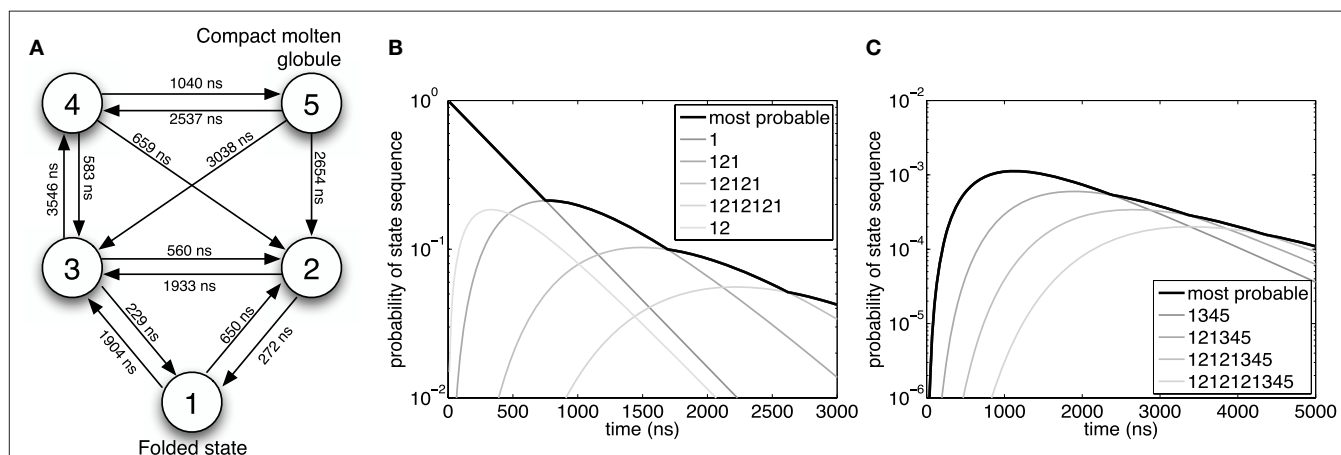 A
Compact molten
globule
4
5
1040 ns
2537 ns
659 ns
3038 ns
2654 ns
3546 ns
583 ns
3
2
560 ns
1933 ns
229 ns
1904 ns
650 ns
272 ns
1
Folded state
B
probability of state sequence
10^0
10^-1
10^-2
most probable
1
121
12121
1212121
12
0 500 1000 1500 2000 2500 3000
time (ns)
C
probability of state sequence
10^-2
10^-3
10^-4
10^-5
10^-6
most probable
1345
121345
12121345
1212121345
0 1000 2000 3000 4000 5000
time (ns)